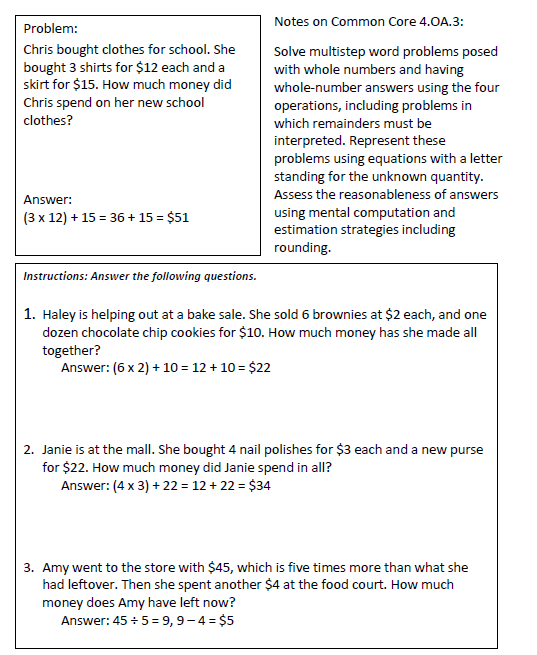 Problem:
Chris bought clothes for school. She
bought 3 shirts for $12 each and a
skirt for $15. How much money did
Chris spend on her new school
clothes?
Answer:
(3 x 12) + 15 = 36 + 15 = $51
Notes on Common Core 4.OA.3:
Solve multistep word problems posed
with whole numbers and having
whole-number answers using the four
operations, including problems in
which remainders must be
interpreted. Represent these
problems using equations with a letter
standing for the unknown quantity.
Assess the reasonableness of answers
using mental computation and
estimation strategies including
rounding.
Instructions: Answer the following questions.
1. Haley is helping out at a bake sale. She sold 6 brownies at $2 each, and one
dozen chocolate chip cookies for $10. How much money has she made all
together?
Answer: (6 x 2) + 10 = 12 + 10 = $22
2. Janie is at the mall. She bought 4 nail polishes for $3 each and a new purse
for $22. How much money did Janie spend in all?
Answer: (4 x 3) + 22 = 12 + 22 = $34
3. Amy went to the store with $45, which is five times more than what she
had leftover. Then she spent another $4 at the food court. How much
money does Amy have left now?
Answer: 45 ÷ 5 = 9, 9 – 4 = $5